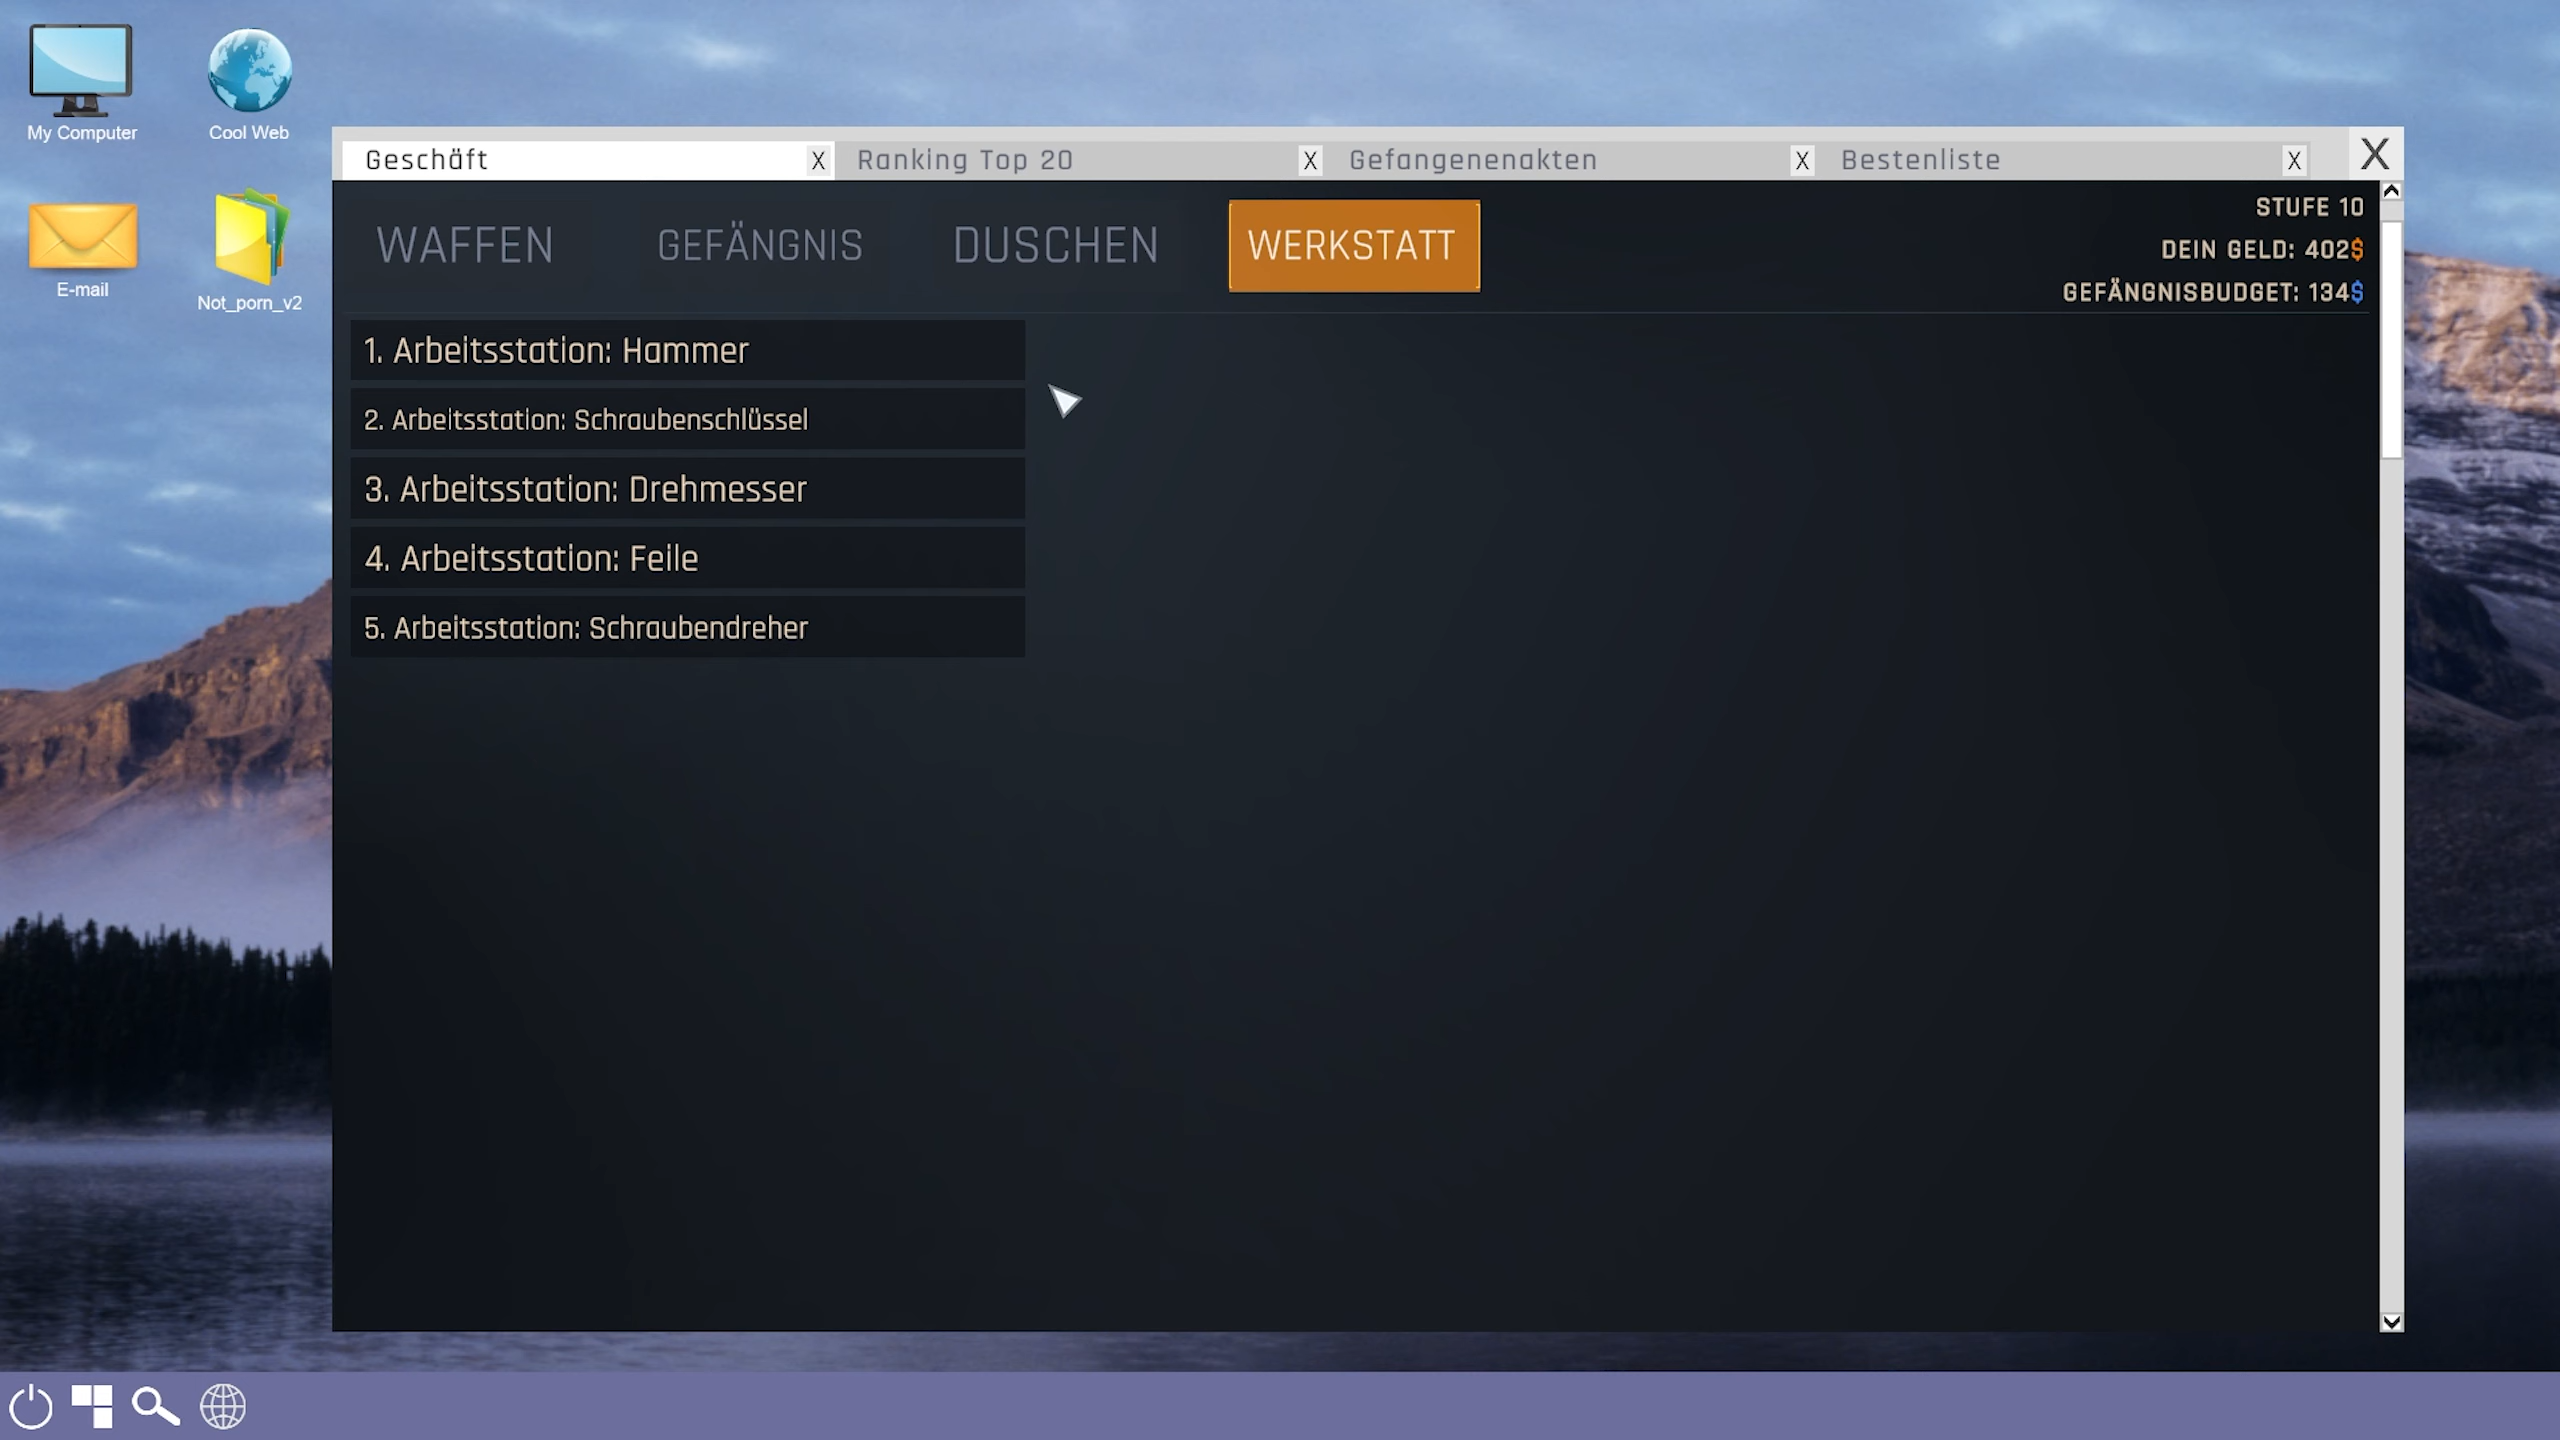 My Computer
Cool Web
E-mail
Not_porn_v2
Geschäft X
Ranking Top 20 X
Gefangenenakten X
Bestenliste X
X
WAFFEN
GEFÄNGNIS
DUSCHEN
WERKSTATT
STUFE 10
DEIN GELD: 402$
GEFÄNGNISBUDGET: 134$
1. Arbeitsstation: Hammer
2. Arbeitsstation: Schraubenschlüssel
3. Arbeitsstation: Drehmesser
4. Arbeitsstation: Feile
5. Arbeitsstation: Schraubendreher